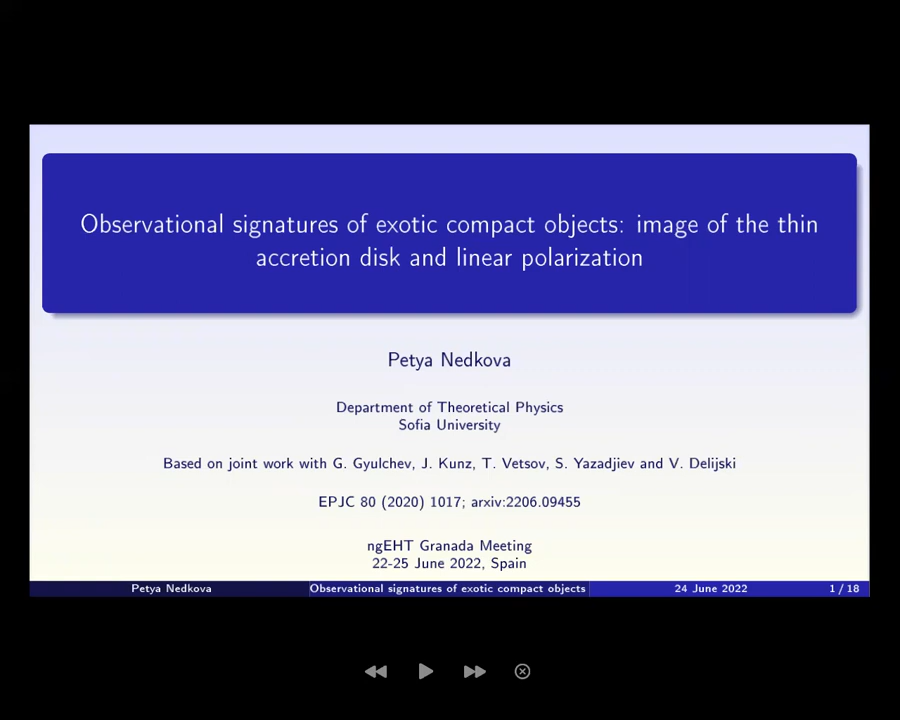 Observational signatures of exotic compact objects: image of the thin
accretion disk and linear polarization
Petya Nedkova
Department of Theoretical Physics
Sofia University
Based on joint work with G. Gyulchev, J. Kunz, T. Vetsov, S. Yazadjiev and V. Delijski
EPJC 80 (2020) 1017; arxiv:2206.09455
ngEHT Granada Meeting
22-25 June 2022, Spain
Petya Nedkova Observational signatures of exotic compact objects 24 June 2022 1 / 18